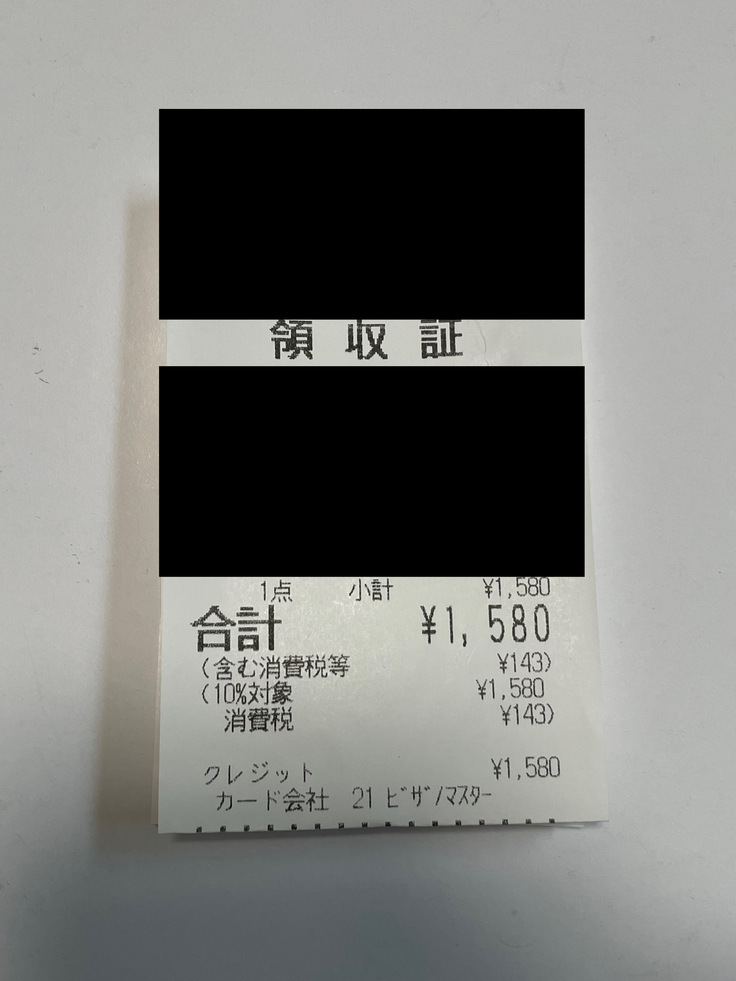 領収証
1点 小計 ¥1,580
合計 ¥1,580
(含む消費税等 ¥143)
(10%対象 ¥1,580
消費税 ¥143)
クレジット ¥1,580
カード会社 21 ビザ/マスター